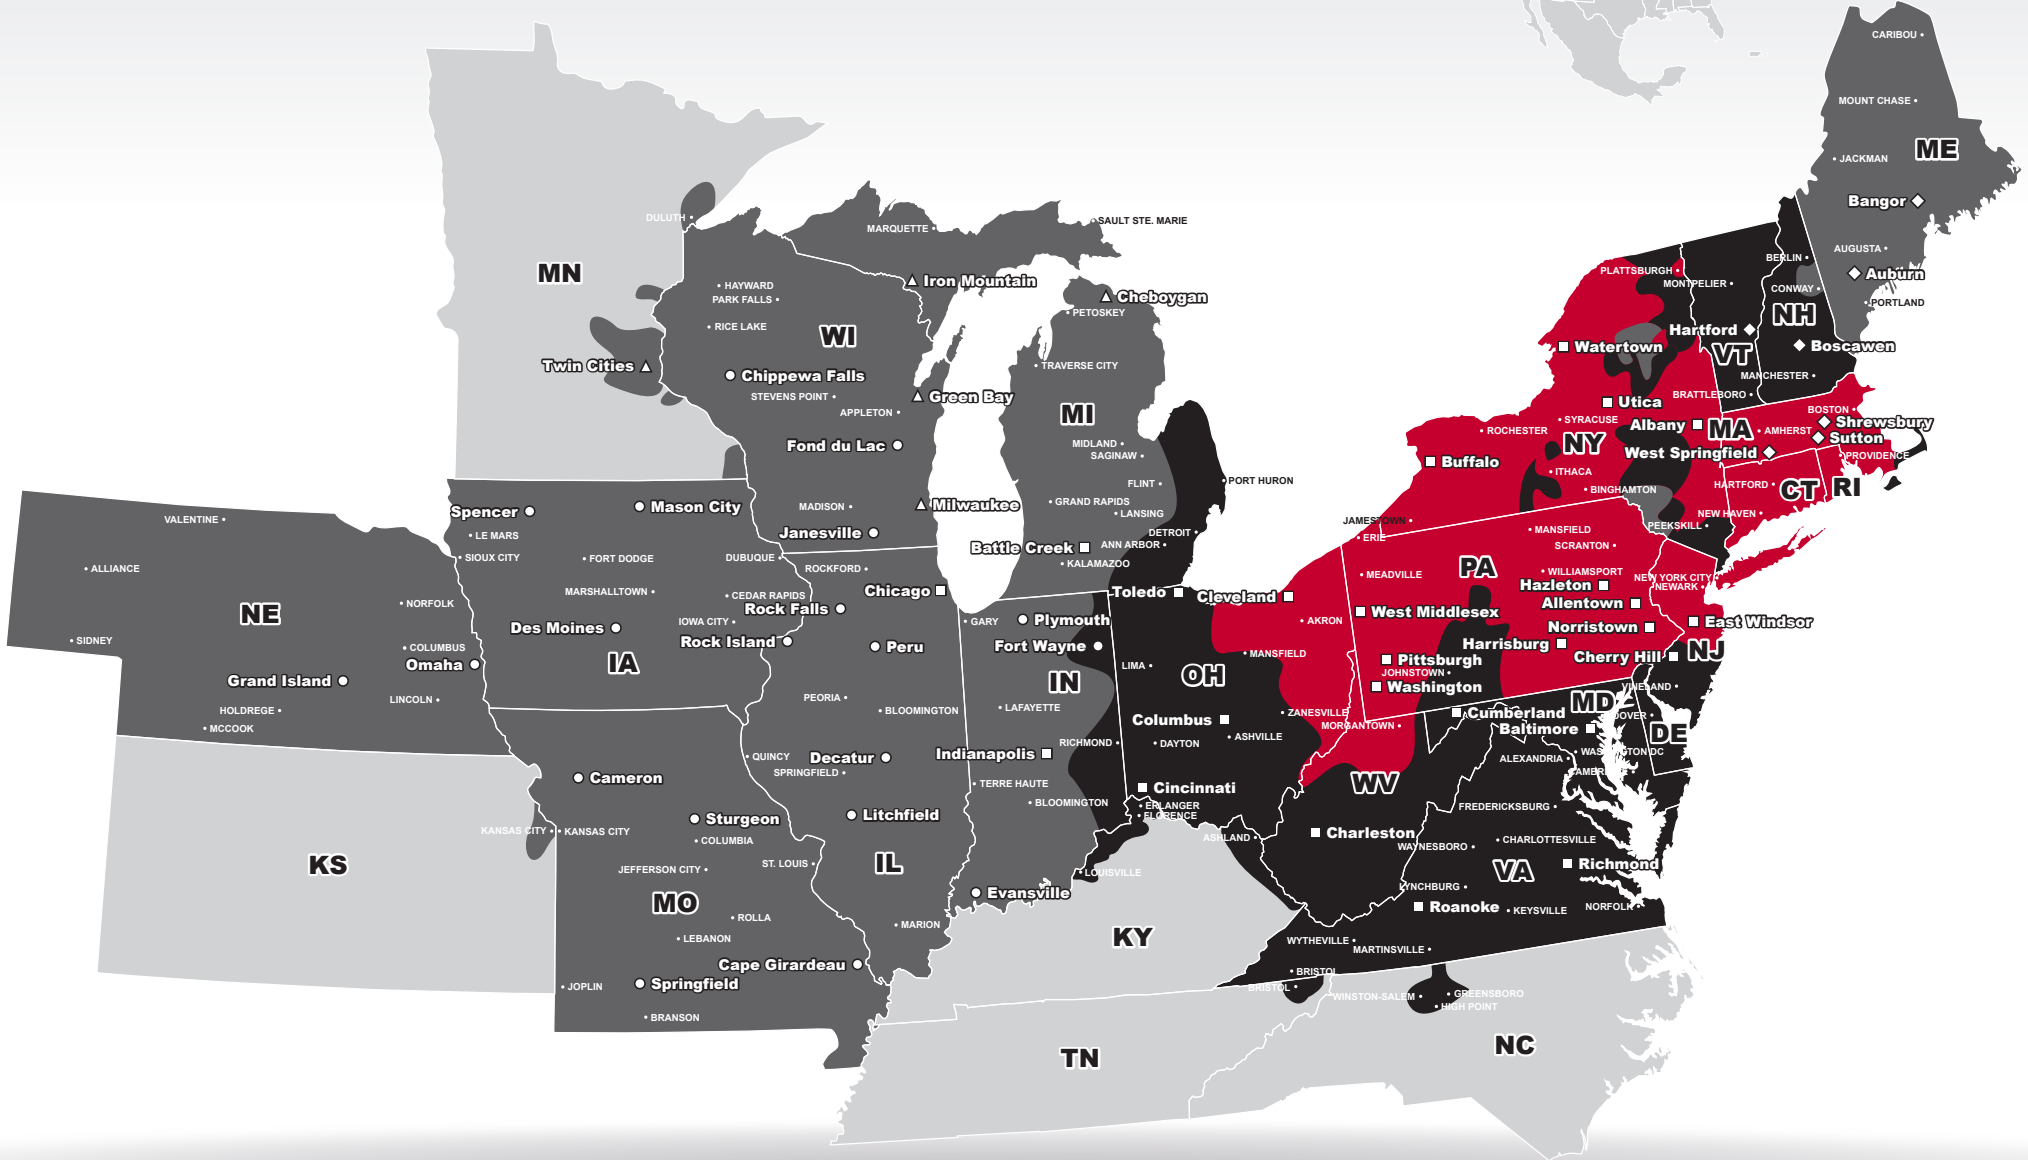 CARIBOU
MOUNT CHASE
ME
JACKMAN
Bangor
DULUTH
MARQUETTE
SAULT STE. MARIE
AUGUSTA
BERLIN
MN
PLATTSBURGH
Auburn
HAYWARD
Iron Mountain
MONTPELIER
CONWAY
PARK FALLS
Cheboygan
PORTLAND
PETOSKEY
NH
RICE LAKE
WI
Hartford
Watertown
VT
Boscawen
Twin Cities
TRAVERSE CITY
Chippewa Falls
MANCHESTER
STEVENS POINT
Green Bay
BRATTLEBORO
APPLETON
MI
Utica
BOSTON
SYRACUSE
Albany
MA
Shrewsbury
ROCHESTER
AMHERST
Sutton
Fond du Lac
MIDLAND
NY
SAGINAW
West Springfield
PROVIDENCE
Buffalo
ITHACA
FLINT
PORT HURON
HARTFORD
CT
RI
BINGHAMTON
GRAND RAPIDS
Spencer
Mason City
MADISON
Milwaukee
LANSING
NEW HAVEN
VALENTINE
JAMESTOWN
PEEKSKILL
LE MARS
Janesville
DETROIT
ERIE
MANSFIELD
Battle Creek
ANN ARBOR
SCRANTON
SIOUX CITY
FORT DODGE
DUBUQUE
KALAMAZOO
ALLIANCE
ROCKFORD
MEADVILLE
PA
WILLIAMSPORT
NEW YORK CITY
MARSHALLTOWN
CEDAR RAPIDS
Chicago
Toledo
Cleveland
Hazleton
NEWARK
NORFOLK
Rock Falls
West Middlesex
Allentown
NE
IOWA CITY
GARY
Plymouth
AKRON
East Windsor
Des Moines
Norristown
SIDNEY
Rock Island
Peru
Fort Wayne
Harrisburg
COLUMBUS
MANSFIELD
Cherry Hill
NJ
Omaha
IA
LIMA
Pittsburgh
Grand Island
IN
OH
JOHNSTOWN
Washington
VINELAND
LINCOLN
PEORIA
HOLDREGE
BLOOMINGTON
LAFAYETTE
ZANESVILLE
Cumberland
MD
DOVER
MCCOOK
Columbus
MORGANTOWN
Baltimore
DE
RICHMOND
DAYTON
ASHVILLE
QUINCY
Decatur
Indianapolis
ALEXANDRIA
WASHINGTON DC
SPRINGFIELD
Cameron
TERRE HAUTE
Cincinnati
WV
BLOOMINGTON
ERLANGER
FREDERICKSBURG
Sturgeon
Litchfield
FLORENCE
KANSAS CITY
KANSAS CITY
ASHLAND
Charleston
COLUMBIA
WAYNESBORO
CHARLOTTESVILLE
KS
ST. LOUIS
IL
Richmond
JEFFERSON CITY
LOUISVILLE
VA
Evansville
LYNCHBURG
MO
Roanoke
KEYSVILLE
NORFOLK
ROLLA
MARION
LEBANON
KY
WYTHEVILLE
MARTINSVILLE
Cape Girardeau
BRISTOL
Springfield
JOPLIN
BRISTOL
WINSTON-SALEM
GREENSBORO
HIGH POINT
BRANSON
NC
TN